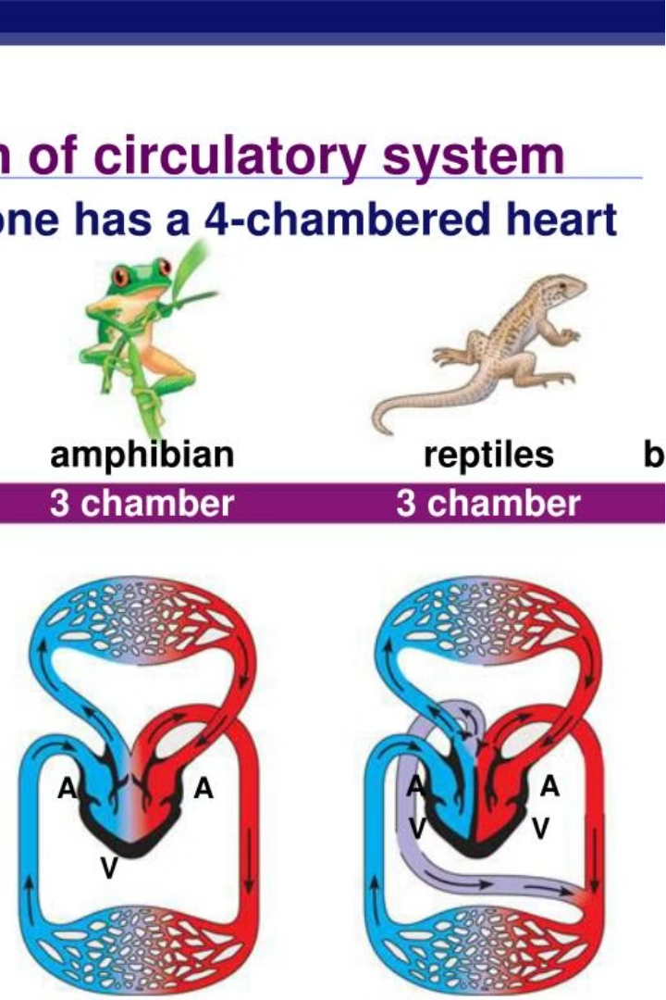 n of circulatory system
one has a 4-chambered heart
amphibian reptiles b
3 chamber 3 chamber
A A A A
V V
V